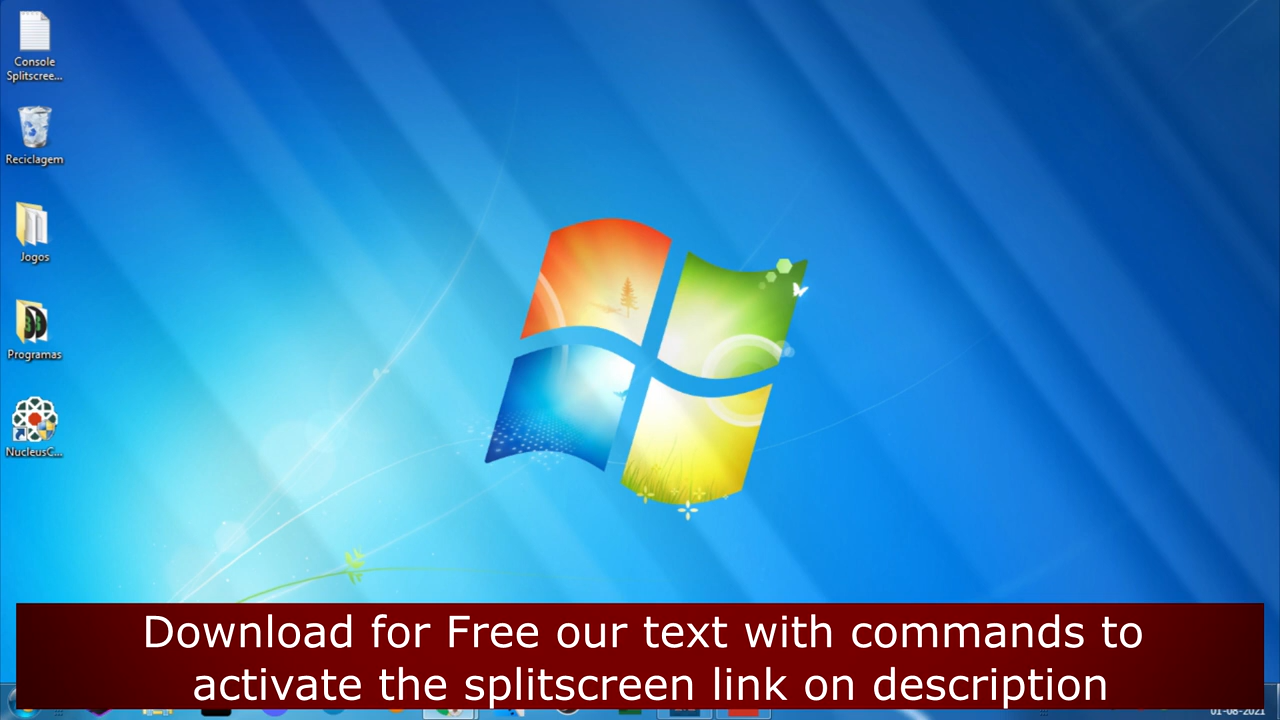 Console
Splitscree...
Reciclagem
Jogos
Programas
NucleusC...
Download for Free our text with commands to
activate the splitscreen link on description
01-08-2021